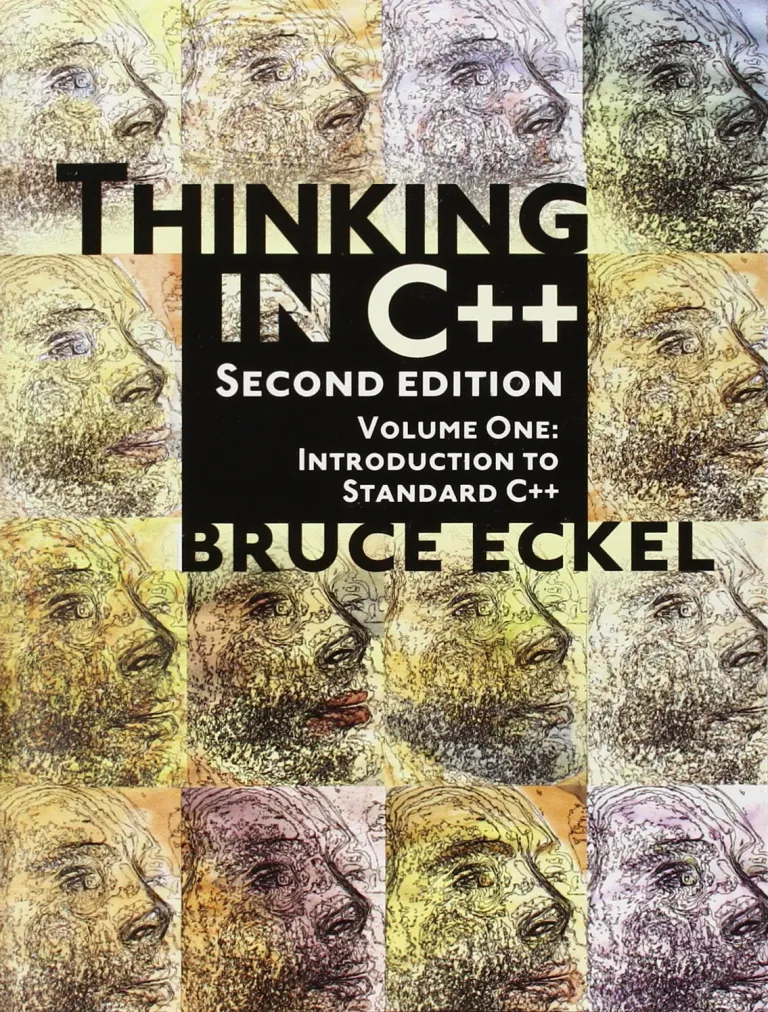 THINKING
IN C++
SECOND EDITION
VOLUME ONE:
INTRODUCTION TO
STANDARD C++
BRUCE ECKEL